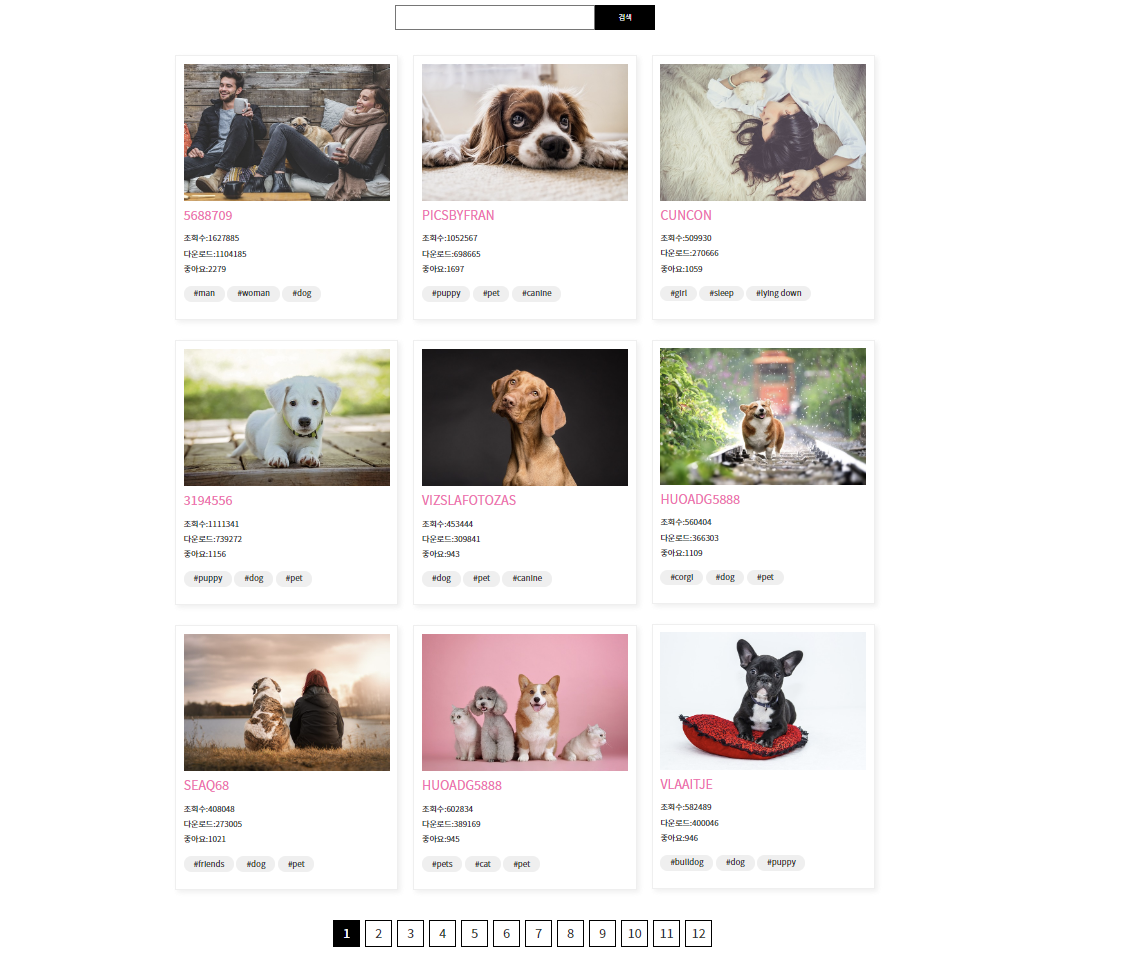 검색
5688709
조회수:1627885
다운로드:1104185
좋아요:2279
#man #woman #dog
PICSBYFRAN
조회수:1052567
다운로드:698665
좋아요:1697
#puppy #pet #canine
CUNCON
조회수:509930
다운로드:270666
좋아요:1059
#girl #sleep #lying down
3194556
조회수:1111341
다운로드:739272
좋아요:1156
#puppy #dog #pet
VIZSLAFOTOZAS
조회수:453444
다운로드:309841
좋아요:943
#dog #pet #canine
HUOADG5888
조회수:560404
다운로드:366303
좋아요:1109
#corgi #dog #pet
SEAQ68
조회수:408048
다운로드:273005
좋아요:1021
#friends #dog #pet
HUOADG5888
조회수:602834
다운로드:389169
좋아요:945
#pets #cat #pet
VLAAITJE
조회수:582489
다운로드:400046
좋아요:946
#bulldog #dog #puppy
1 2 3 4 5 6 7 8 9 10 11 12